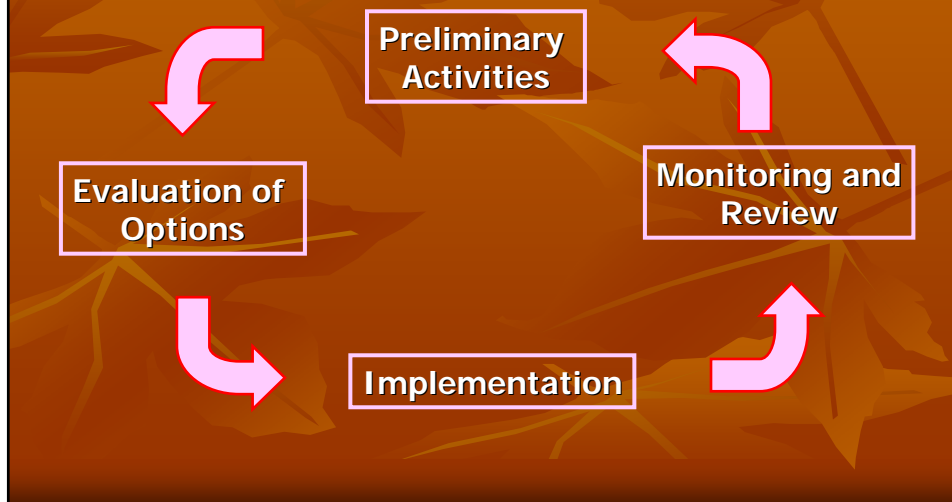 Preliminary
Activities
Evaluation of
Options
Monitoring and
Review
Implementation